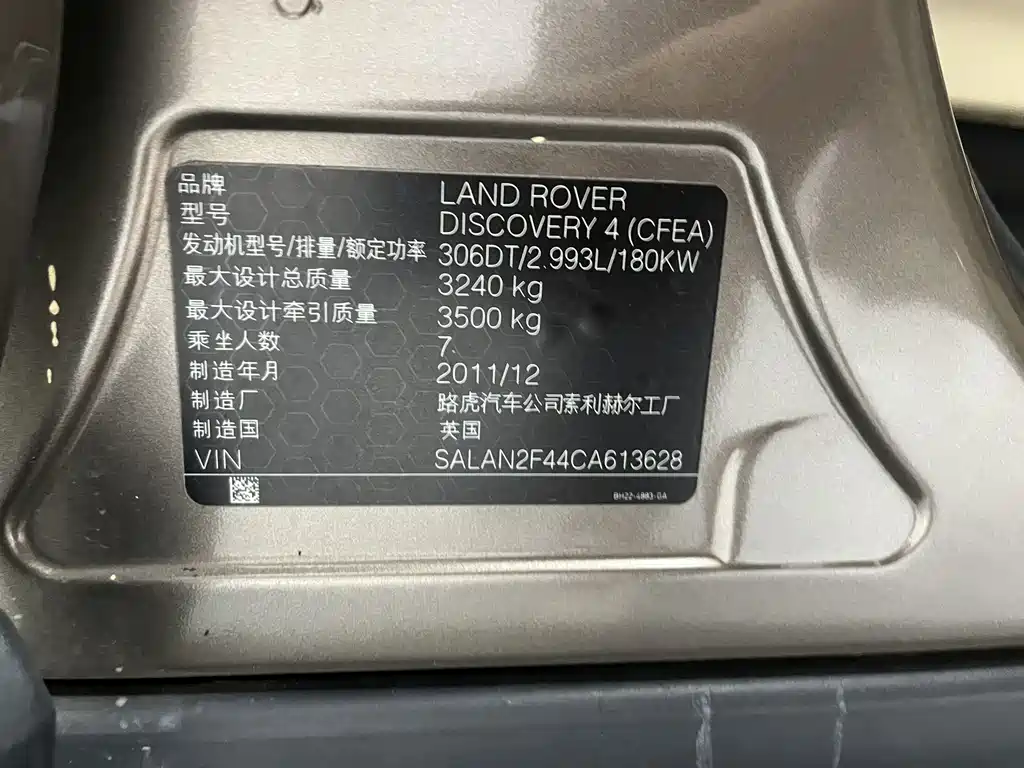 品牌 LAND ROVER
型号 DISCOVERY 4 (CFEA)
发动机型号/排量/额定功率 306DT/2.993L/180KW
最大设计总质量 3240 kg
最大设计牵引质量 3500 kg
乘坐人数 7
制造年月 2011/12
制造厂 路虎汽车公司索利赫尔工厂
制造国 英国
VIN SALAN2F44CA613628
BH22-4983-GA